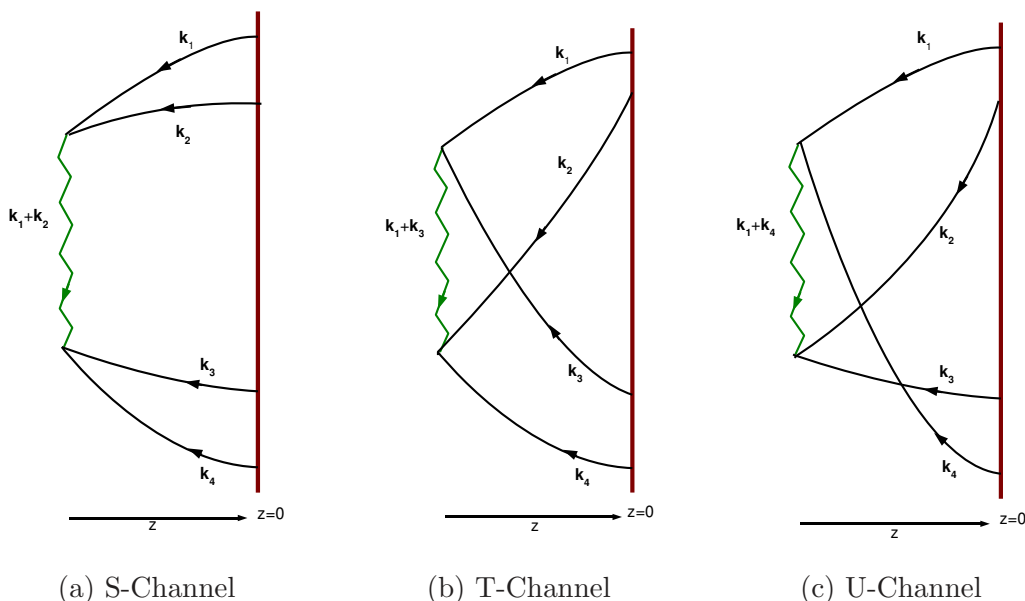 k₁
k₂
k₁+k₂
k₃
k₄
z
z=0
(a) S-Channel
k₁
k₂
k₁+k₃
k₃
k₄
z
z=0
(b) T-Channel
k₁
k₂
k₁+k₄
k₃
k₄
z
z=0
(c) U-Channel